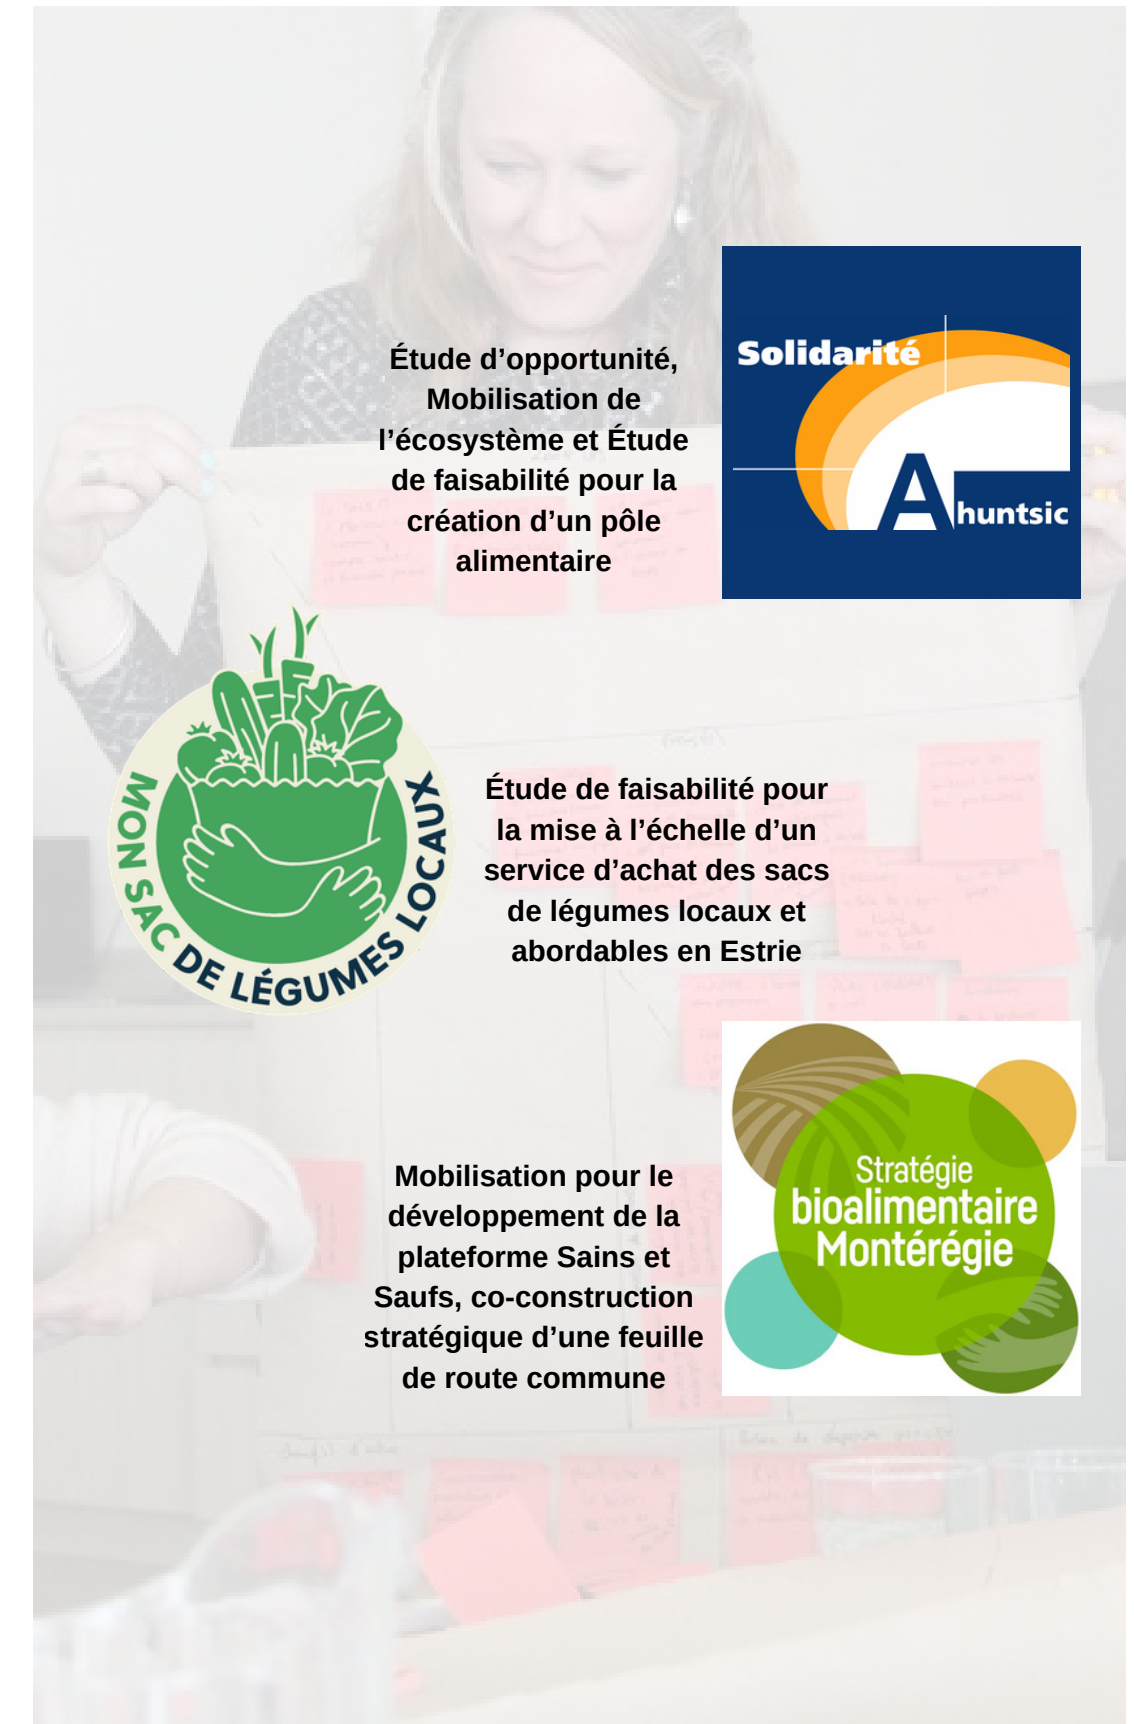 Étude d’opportunité,
Mobilisation de
l’écosystème et Étude
de faisabilité pour la
création d’un pôle
alimentaire
Solidarité
Ahuntsic
MON SAC DE LÉGUMES LOCAUX
Étude de faisabilité pour
la mise à l’échelle d’un
service d’achat des sacs
de légumes locaux et
abordables en Estrie
Mobilisation pour le
développement de la
plateforme Sains et
Saufs, co-construction
stratégique d’une feuille
de route commune
Stratégie
bioalimentaire
Montérégie